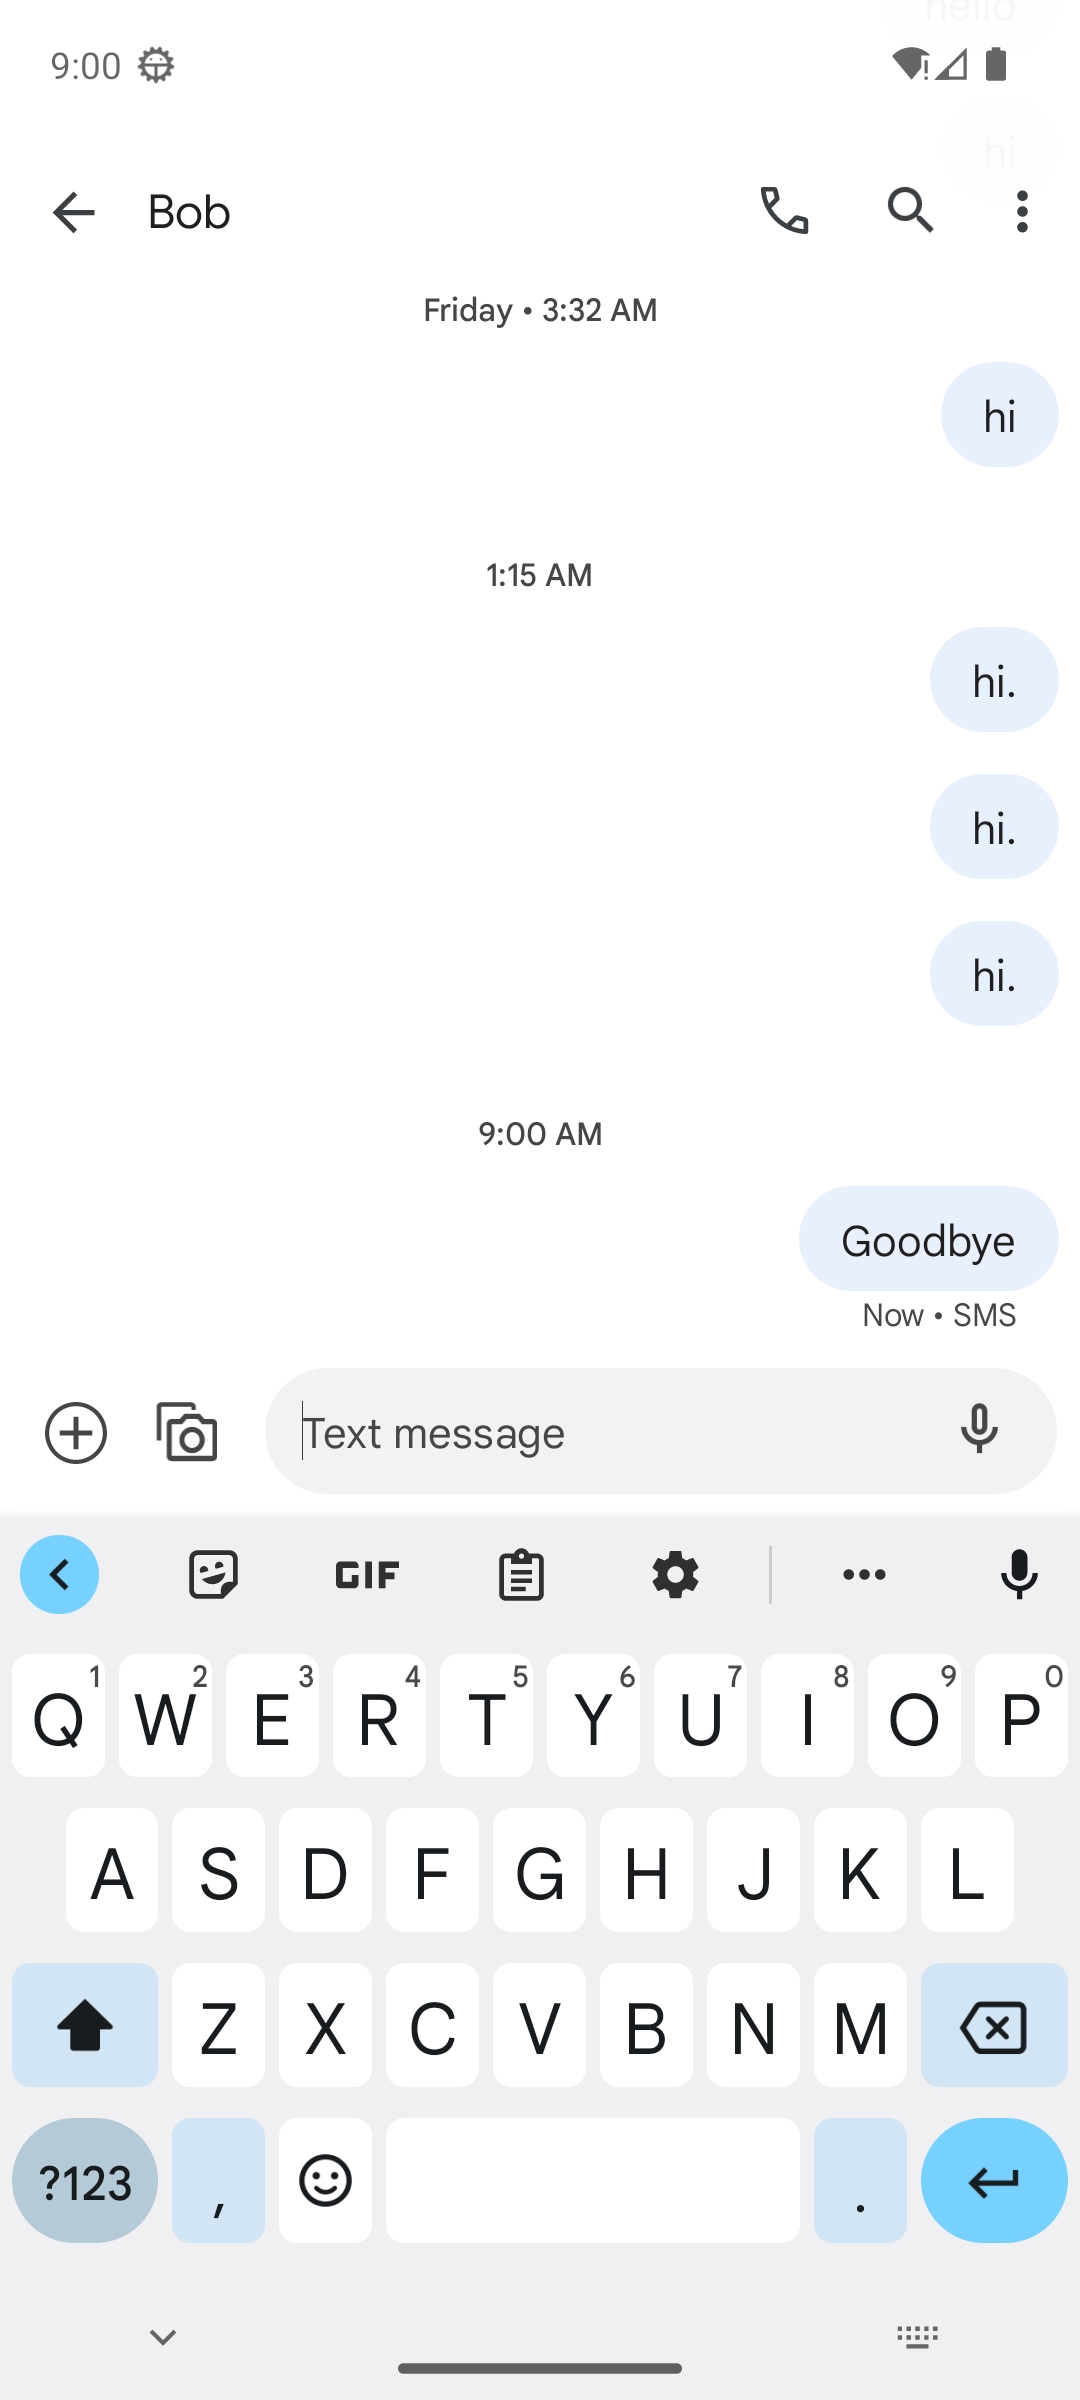 hello
9:00
hi
Bob
Friday • 3:32 AM
hi
1:15 AM
hi.
hi.
hi.
9:00 AM
Goodbye
Now • SMS
Text message
GIF
Q 1 W 2 E 3 R 4 T 5 Y 6 U 7 I 8 O 9 P 0
A S D F G H J K L
Z X C V B N M
?123 , .